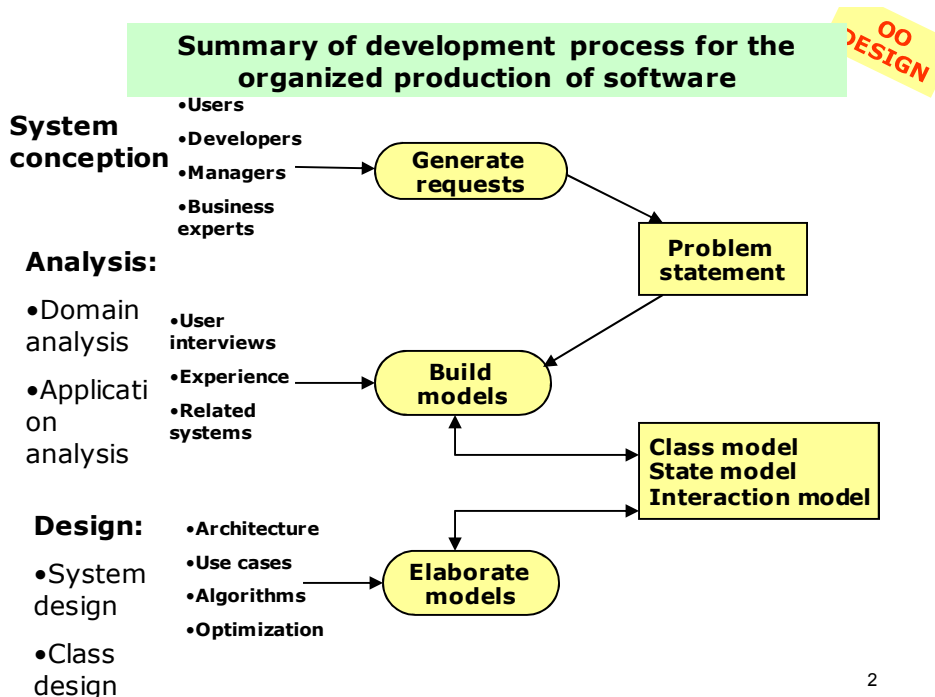 OO
DESIGN
Summary of development process for the
organized production of software
System
conception
•Users
•Developers
•Managers
•Business
experts
Generate
requests
Problem
statement
Analysis:
•Domain
analysis
•Applicati
on
analysis
•User
interviews
•Experience
•Related
systems
Build
models
Class model
State model
Interaction model
Design:
•System
design
•Class
design
•Architecture
•Use cases
•Algorithms
•Optimization
Elaborate
models
2